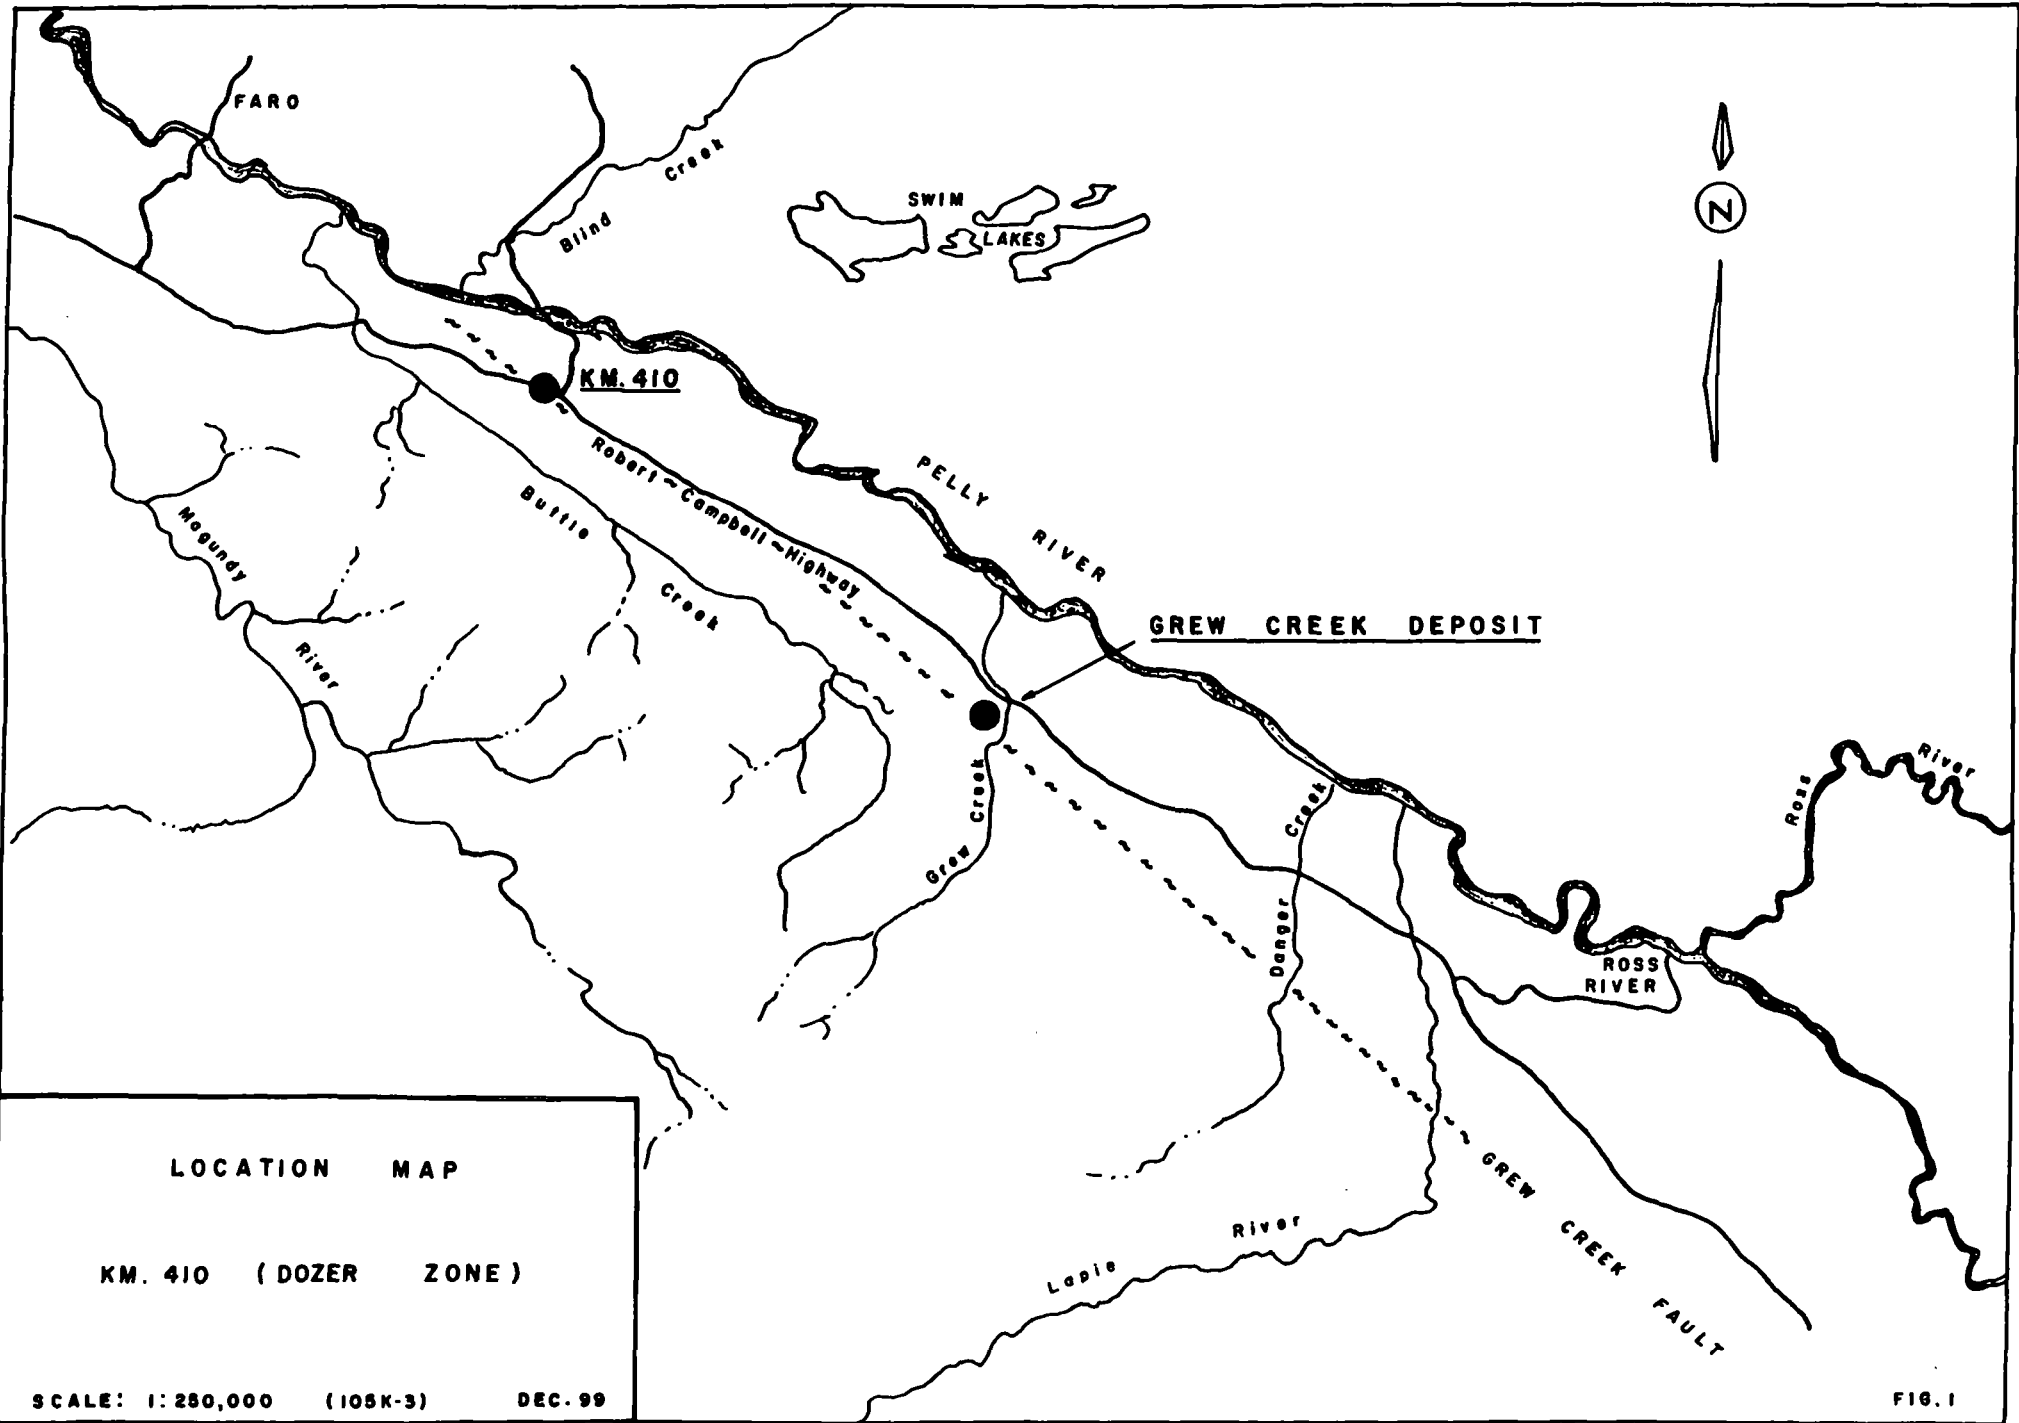 FARO
Blind Creek
SWIM
LAKES
N
KM. 410
Robert ~ Campbell ~ Highway
PELLY RIVER
Buttle Creek
Magundy River
GREW CREEK DEPOSIT
Grew Creek
Danger Creek
Ross River
ROSS
RIVER
Lapie River
GREW CREEK FAULT
LOCATION MAP
KM. 410 (DOZER ZONE)
SCALE: 1:250,000 (105K-3) DEC. 99
FIG. 1